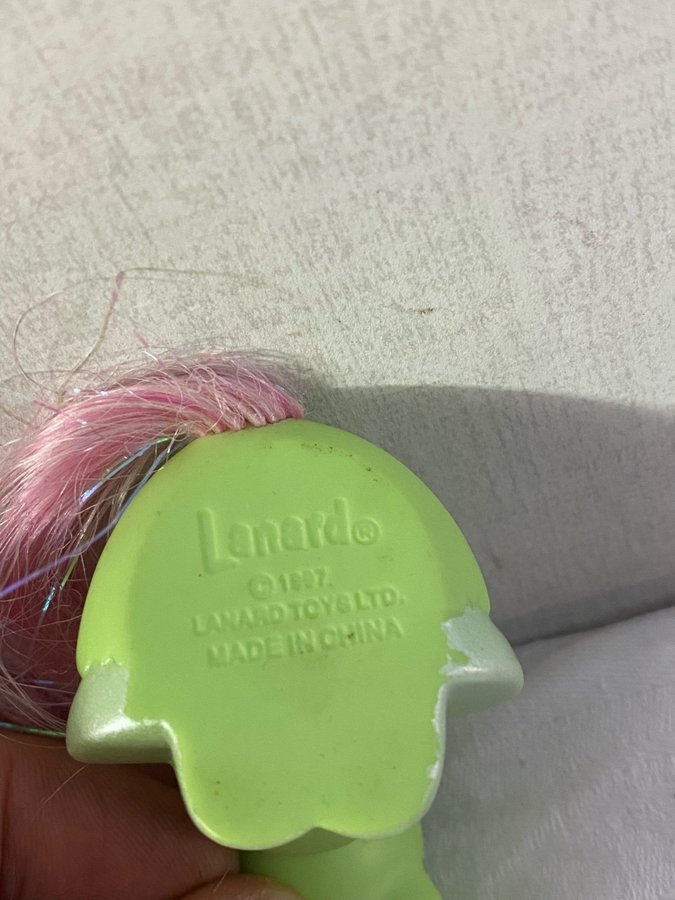 Lanard®
© 1997.
LANARD TOYS LTD.
MADE IN CHINA